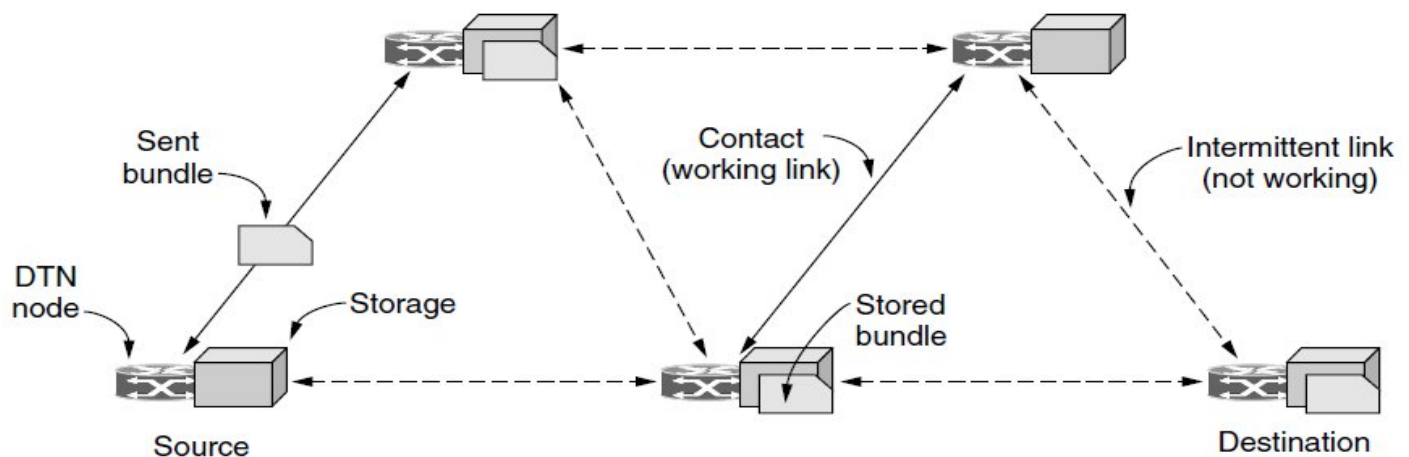 Sent
bundle
Contact
(working link)
Intermittent link
(not working)
DTN
node
Storage
Stored
bundle
Source
Destination